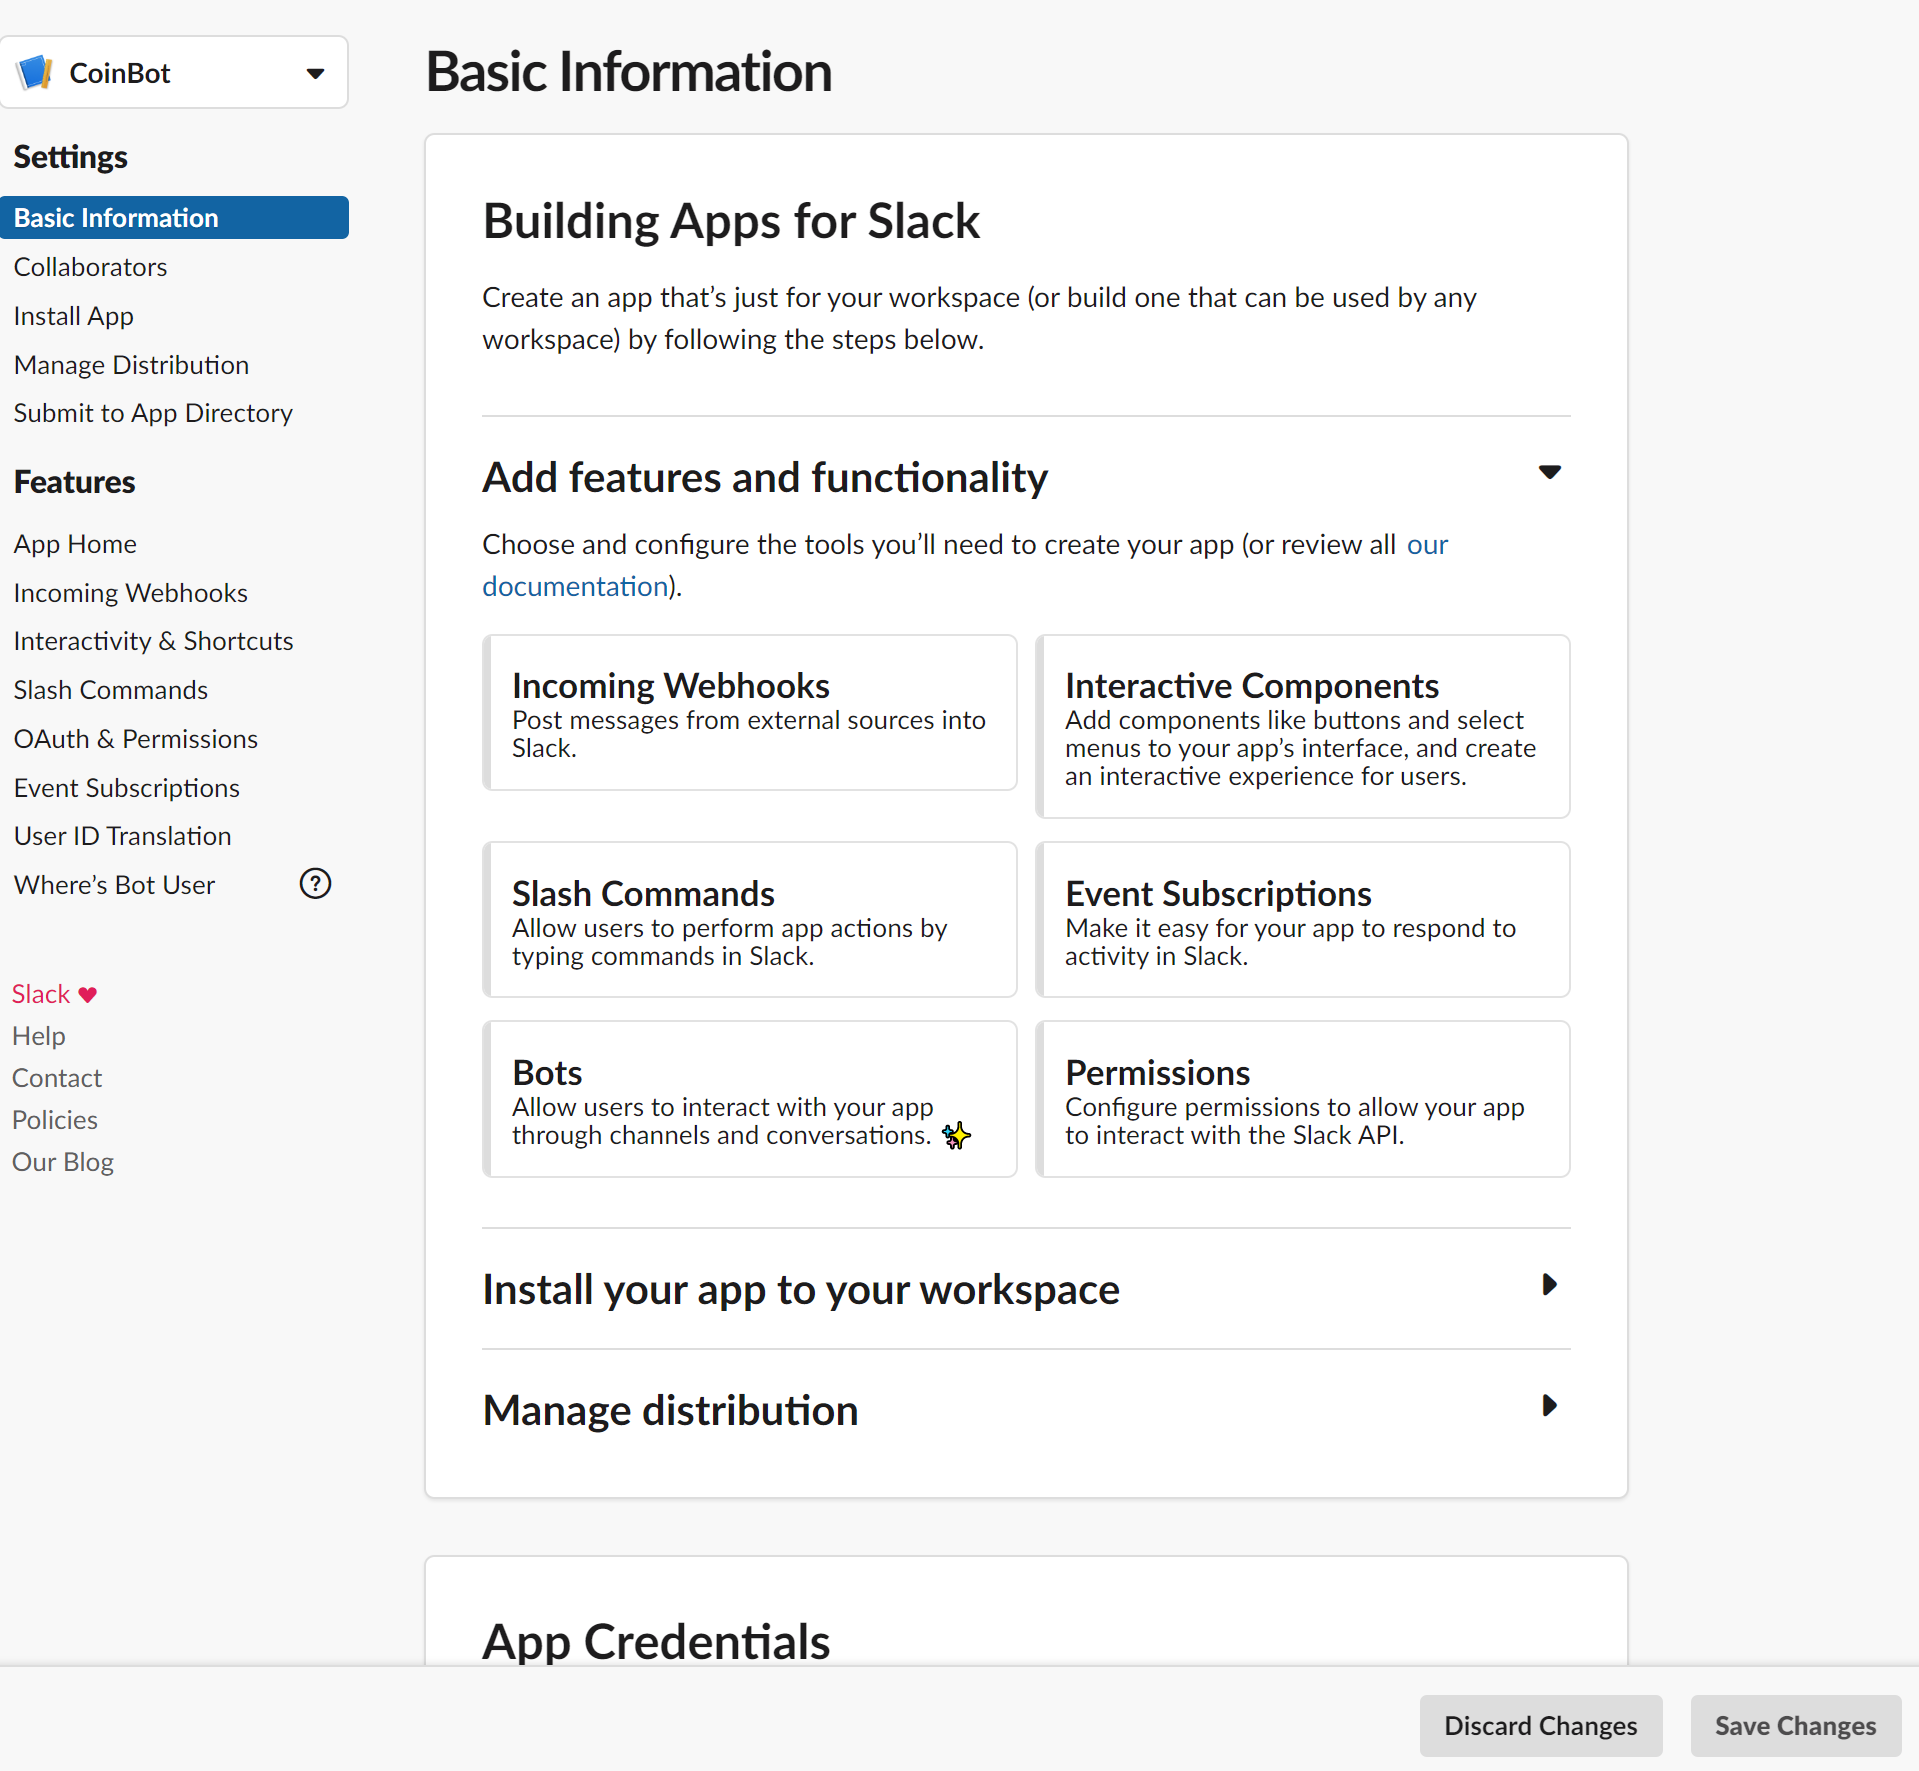 CoinBot
Settings
Basic Information
Collaborators
Install App
Manage Distribution
Submit to App Directory
Features
App Home
Incoming Webhooks
Interactivity & Shortcuts
Slash Commands
OAuth & Permissions
Event Subscriptions
User ID Translation
Where’s Bot User
?
Slack ♥
Help
Contact
Policies
Our Blog
Basic Information
Building Apps for Slack
Create an app that’s just for your workspace (or build one that can be used by any
workspace) by following the steps below.
Add features and functionality
Choose and configure the tools you’ll need to create your app (or review all our
documentation).
Incoming Webhooks
Post messages from external sources into
Slack.
Interactive Components
Add components like buttons and select
menus to your app’s interface, and create
an interactive experience for users.
Slash Commands
Allow users to perform app actions by
typing commands in Slack.
Event Subscriptions
Make it easy for your app to respond to
activity in Slack.
Bots
Allow users to interact with your app
through channels and conversations.
Permissions
Configure permissions to allow your app
to interact with the Slack API.
Install your app to your workspace
Manage distribution
App Credentials
Discard Changes
Save Changes